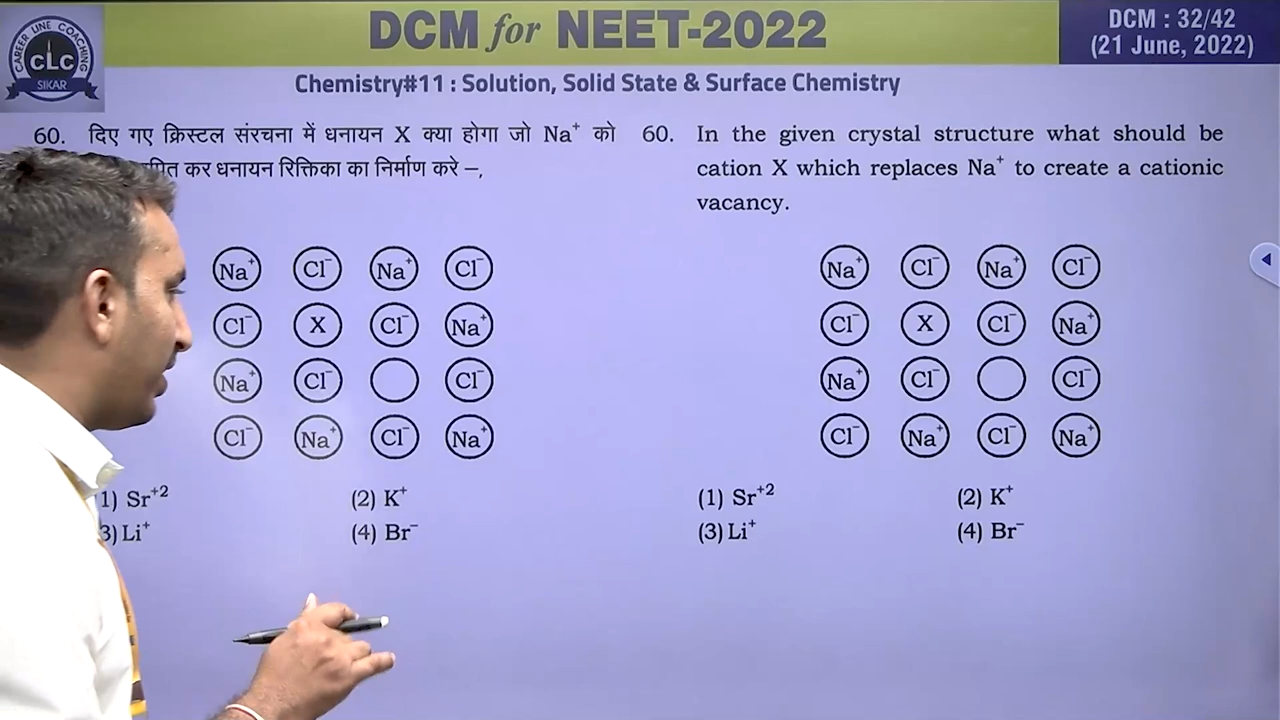 DCM for NEET-2022
DCM : 32/42
(21 June, 2022)
CAREER LINE COACHING
CLC
SIKAR
Chemistry#11 : Solution, Solid State & Surface Chemistry
60. दिए गए क्रिस्टल संरचना में धनायन X क्या होगा जो Na⁺ को
कर धनायन रिक्तिका का निर्माण करे –,
Na⁺ Cl⁻ Na⁺ Cl⁻
Cl⁻ X Cl⁻ Na⁺
Na⁺ Cl⁻ Cl⁻
Cl⁻ Na⁺ Cl⁻ Na⁺
1) Sr⁺² (2) K⁺
3) Li⁺ (4) Br⁻
60. In the given crystal structure what should be
cation X which replaces Na⁺ to create a cationic
vacancy.
Na⁺ Cl⁻ Na⁺ Cl⁻
Cl⁻ X Cl⁻ Na⁺
Na⁺ Cl⁻ Cl⁻
Cl⁻ Na⁺ Cl⁻ Na⁺
(1) Sr⁺² (2) K⁺
(3) Li⁺ (4) Br⁻